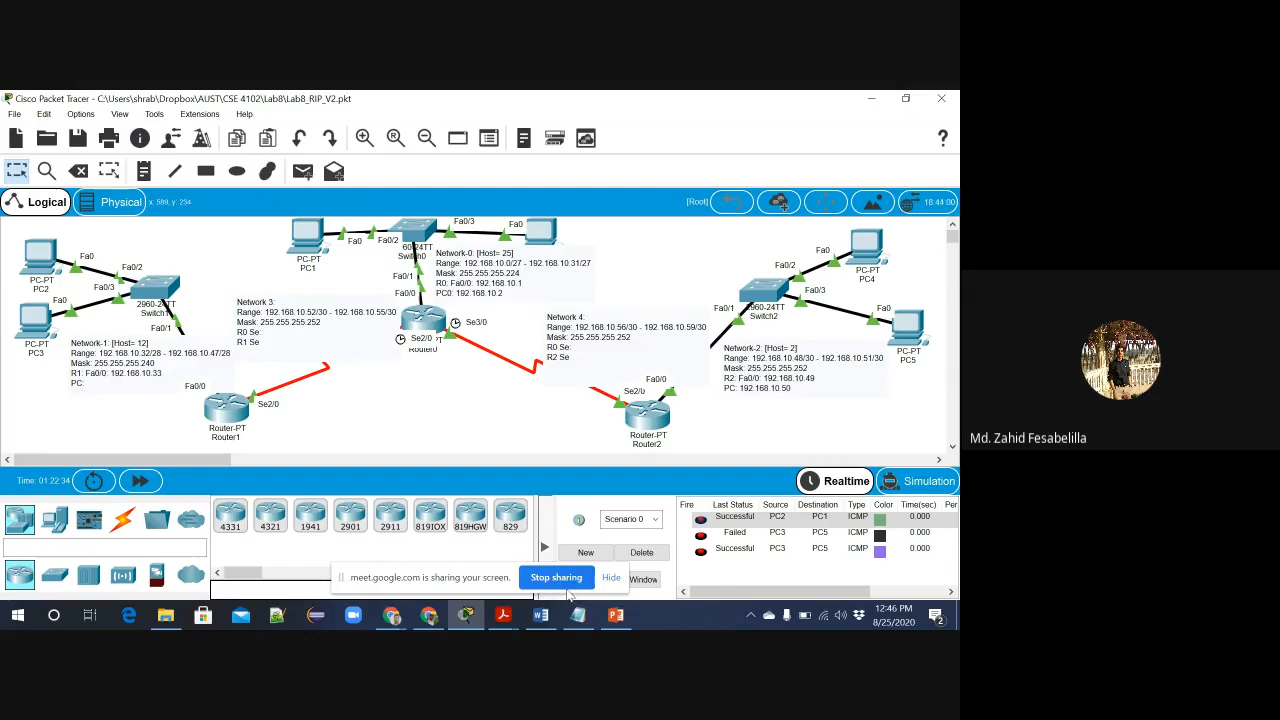 Cisco Packet Tracer - C:\Users\shrab\Dropbox\AUST\CSE 4102\Lab8\Lab8_RIP_V2.pkt
File Edit Options View Tools Extensions Help
Logical Physical x: 589, y: 254 [Root] 18:44:00
PC-PT
PC2
Fa0
Fa0/2
PC-PT
PC3
Fa0
Fa0/3
2960-24TT
Switch1
Fa0/1
Network-1: [Host= 12]
Range: 192.168.10.32/28 - 192.168.10.47/28
Mask: 255.255.255.240
R1: Fa0/0: 192.168.10.33
PC:
Fa0/0
Se2/0
Router-PT
Router1
Network 3:
Range: 192.168.10.52/30 - 192.168.10.55/30
Mask: 255.255.255.252
R0 Se:
R1 Se:
PC-PT
PC1
Fa0
Fa0/2
Fa0/3
Fa0
Switch0
Fa0/1
Fa0/0
Network-0: [Host= 25]
Range: 192.168.10.0/27 - 192.168.10.31/27
Mask: 255.255.255.224
R0: Fa0/0: 192.168.10.1
PC0: 192.168.10.2
Se3/0
Se2/0
Router0
Network 4:
Range: 192.168.10.56/30 - 192.168.10.59/30
Mask: 255.255.255.252
R0 Se:
R2 Se
Se2/0
Fa0/0
Router-PT
Router2
Fa0/2
Fa0
PC-PT
PC4
2960-24TT
Switch2
Fa0/3
Fa0
PC-PT
PC5
Fa0/1
Network-2: [Host= 2]
Range: 192.168.10.48/30 - 192.168.10.51/30
Mask: 255.255.255.252
R2: Fa0/0: 192.168.10.49
PC: 192.168.10.50
Md. Zahid Fesabelilla
Time: 01:22:34 Realtime Simulation
4331 4321 1941 2901 2911 819IOX 819HGW 829
Scenario 0
New Delete
Window
Fire Last Status Source Destination Type Color Time(sec) Per
Successful PC2 PC1 ICMP 0.000
Failed PC3 PC5 ICMP 0.000
Successful PC3 PC5 ICMP 0.000
meet.google.com is sharing your screen. Stop sharing Hide
12:46 PM
8/25/2020
2